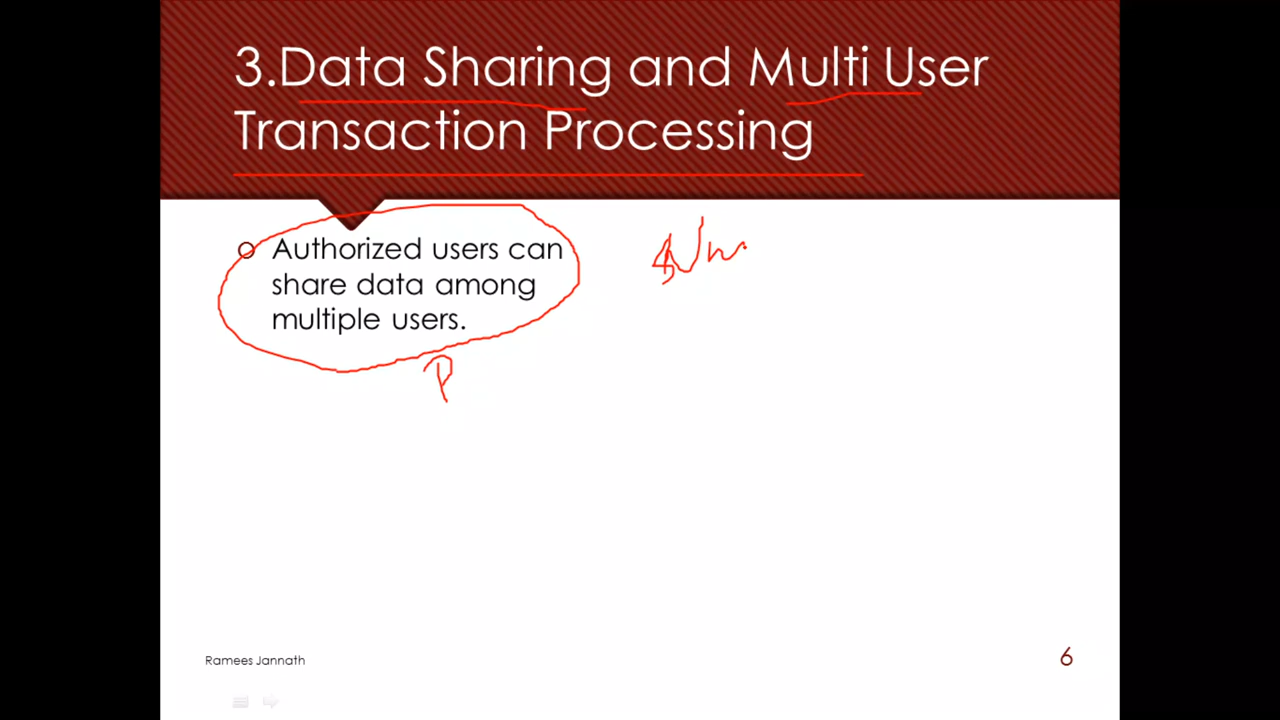 3.Data Sharing and Multi User
Transaction Processing
Authorized users can
share data among
multiple users.
P
Ramees Jannath
6